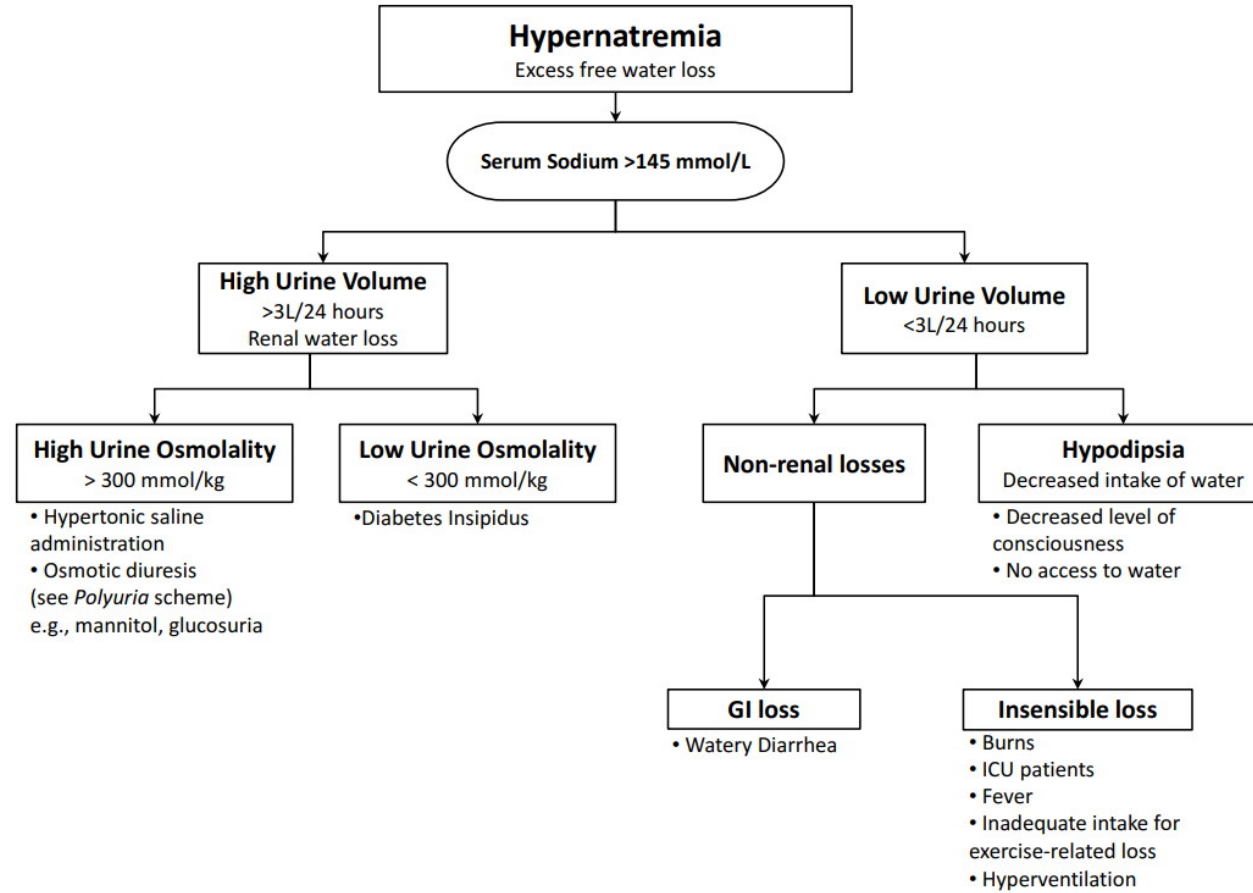 Hypernatremia
Excess free water loss
Serum Sodium >145 mmol/L
High Urine Volume
>3L/24 hours
Renal water loss
Low Urine Volume
<3L/24 hours
High Urine Osmolality
> 300 mmol/kg
• Hypertonic saline
administration
• Osmotic diuresis
(see Polyuria scheme)
e.g., mannitol, glucosuria
Low Urine Osmolality
< 300 mmol/kg
•Diabetes Insipidus
Non-renal losses
Hypodipsia
Decreased intake of water
• Decreased level of
consciousness
• No access to water
GI loss
• Watery Diarrhea
Insensible loss
• Burns
• ICU patients
• Fever
• Inadequate intake for
exercise-related loss
• Hyperventilation